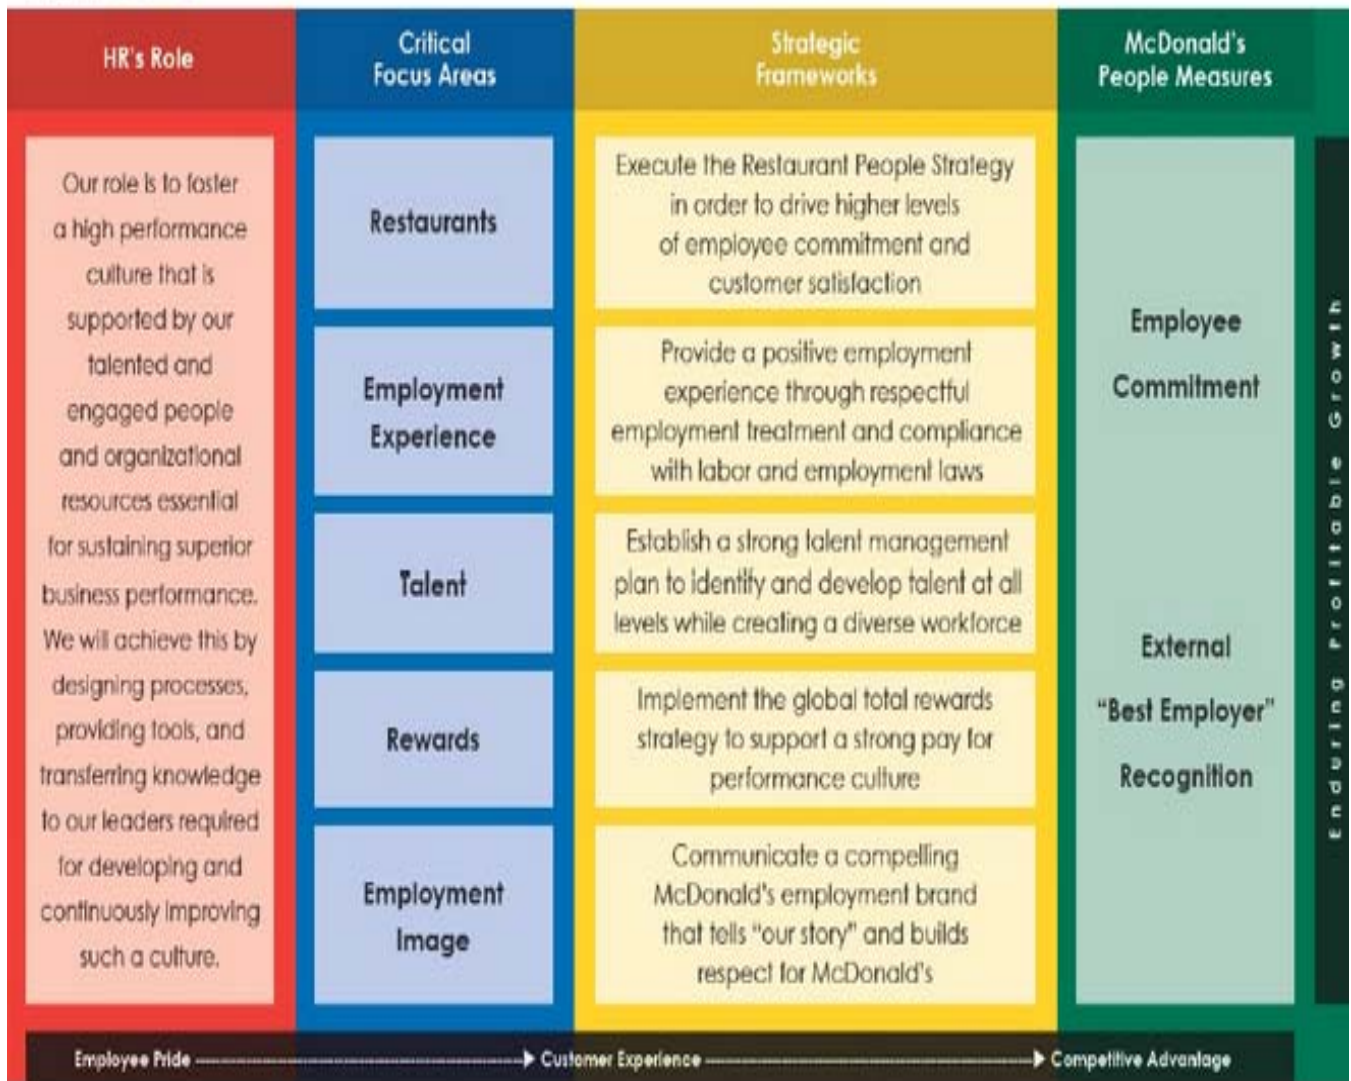 HR's Role
Our role is to foster
a high performance
culture that is
supported by our
talented and
engaged people
and organizational
resources essential
for sustaining superior
business performance.
We will achieve this by
designing processes,
providing tools, and
transferring knowledge
to our leaders required
for developing and
continuously improving
such a culture.
Critical
Focus Areas
Restaurants
Employment
Experience
Talent
Rewards
Employment
Image
Strategic
Frameworks
Execute the Restaurant People Strategy
in order to drive higher levels
of employee commitment and
customer satisfaction
Provide a positive employment
experience through respectful
employment treatment and compliance
with labor and employment laws
Establish a strong talent management
plan to identify and develop talent at all
levels while creating a diverse workforce
Implement the global total rewards
strategy to support a strong pay for
performance culture
Communicate a compelling
McDonald's employment brand
that tells "our story" and builds
respect for McDonald's
McDonald's
People Measures
Employee
Commitment
External
"Best Employer"
Recognition
Enduring Profitable Growth
Employee Pride Customer Experience Competitive Advantage